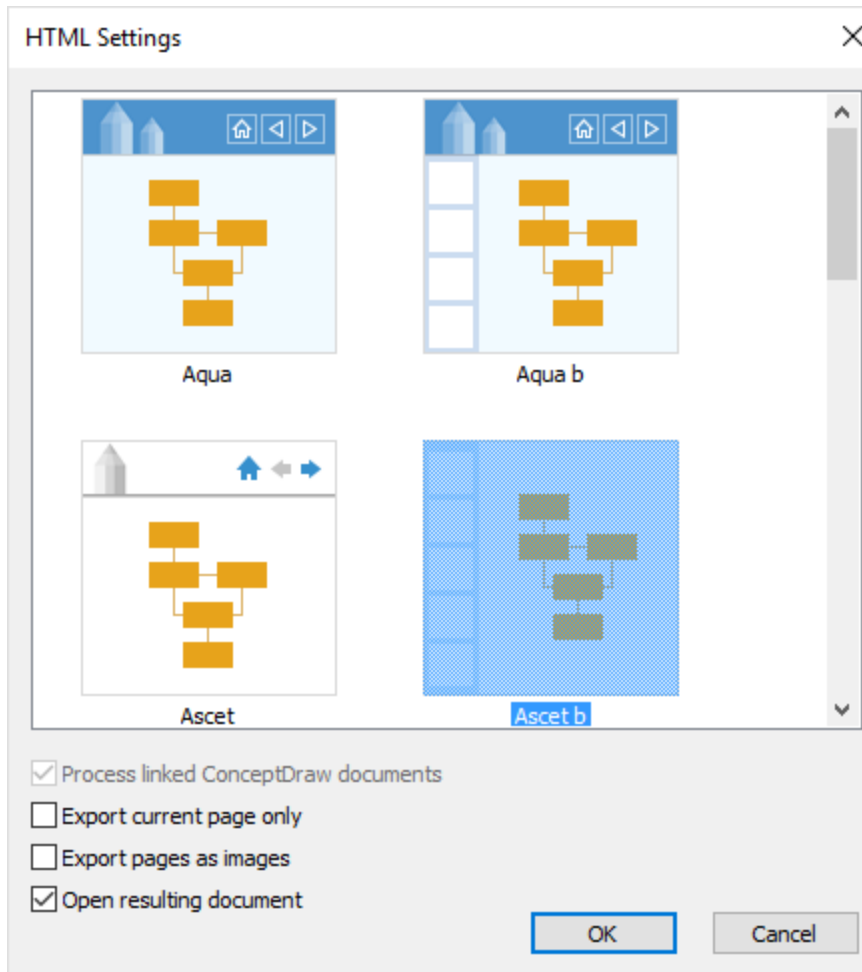 HTML Settings
Aqua
Aqua b
Ascet
Ascet b
Process linked ConceptDraw documents
Export current page only
Export pages as images
Open resulting document
OK
Cancel